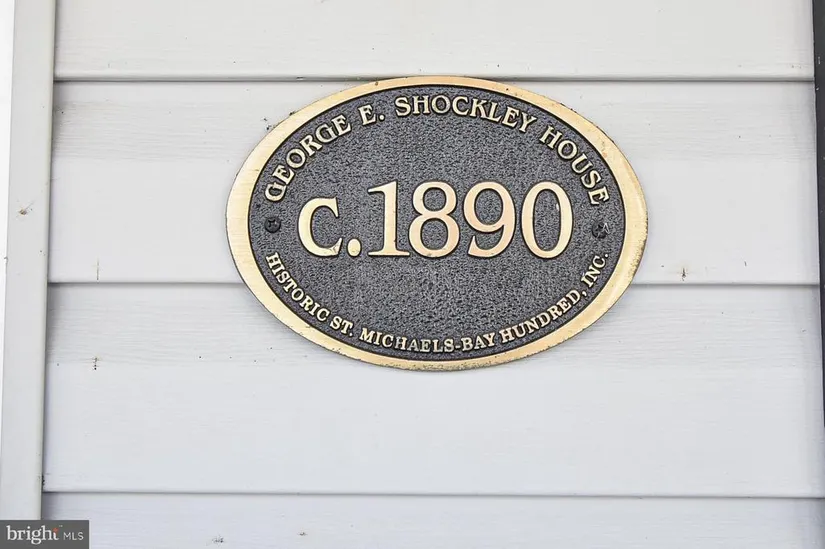 GEORGE E. SHOCKLEY HOUSE
c.1890
HISTORIC ST. MICHAELS-BAY HUNDRED, INC.
bright MLS